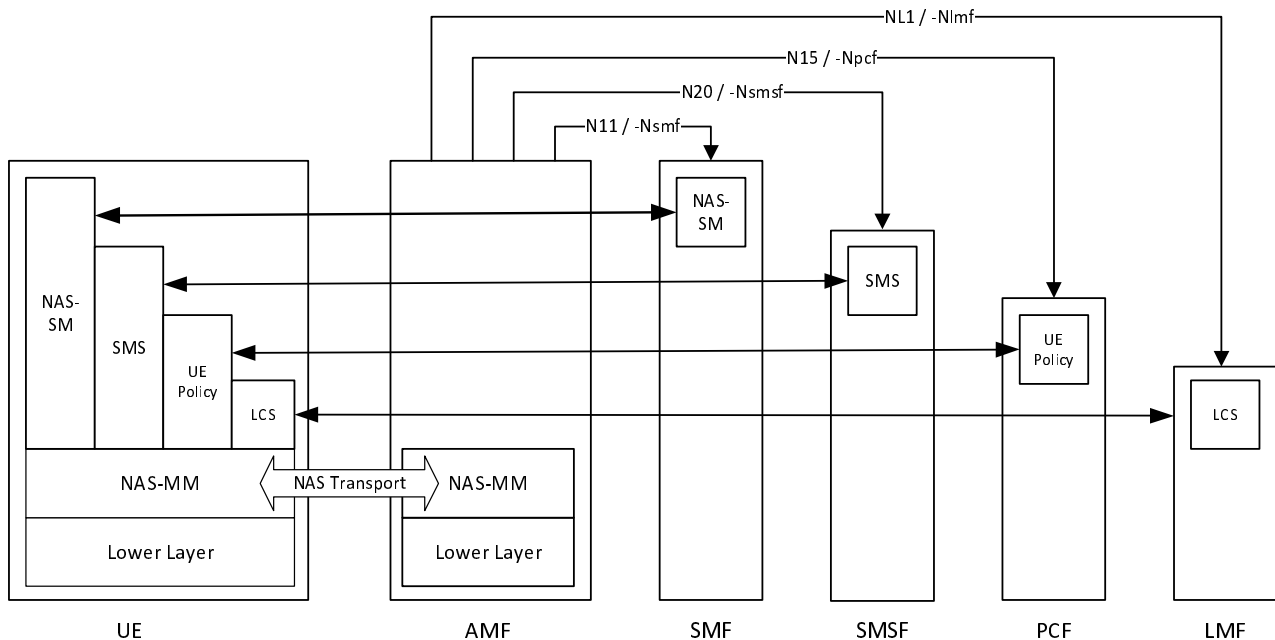 NL1 / -Nlmf
N15 / -Npcf
N20 / -Nsmsf
N11 / -Nsmf
NAS-
SM
SMS
UE
Policy
LCS
NAS-MM
Lower Layer
NAS Transport
NAS-MM
Lower Layer
NAS-
SM
SMS
UE
Policy
LCS
UE
AMF
SMF
SMSF
PCF
LMF